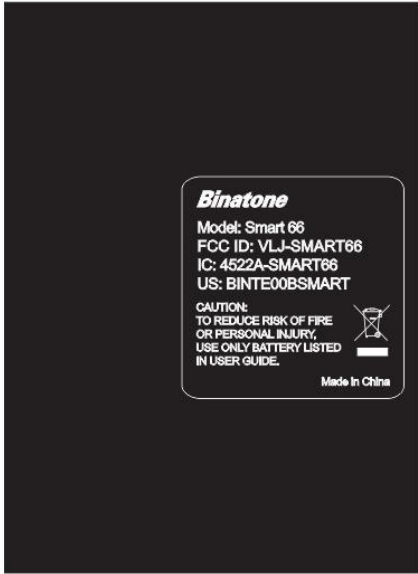 Binatone
Model: Smart 66
FCC ID: VLJ-SMART66
IC: 4522A-SMART66
US: BINTE00BSMART
CAUTION:
TO REDUCE RISK OF FIRE
OR PERSONAL INJURY,
USE ONLY BATTERY LISTED
IN USER GUIDE.
Made in China